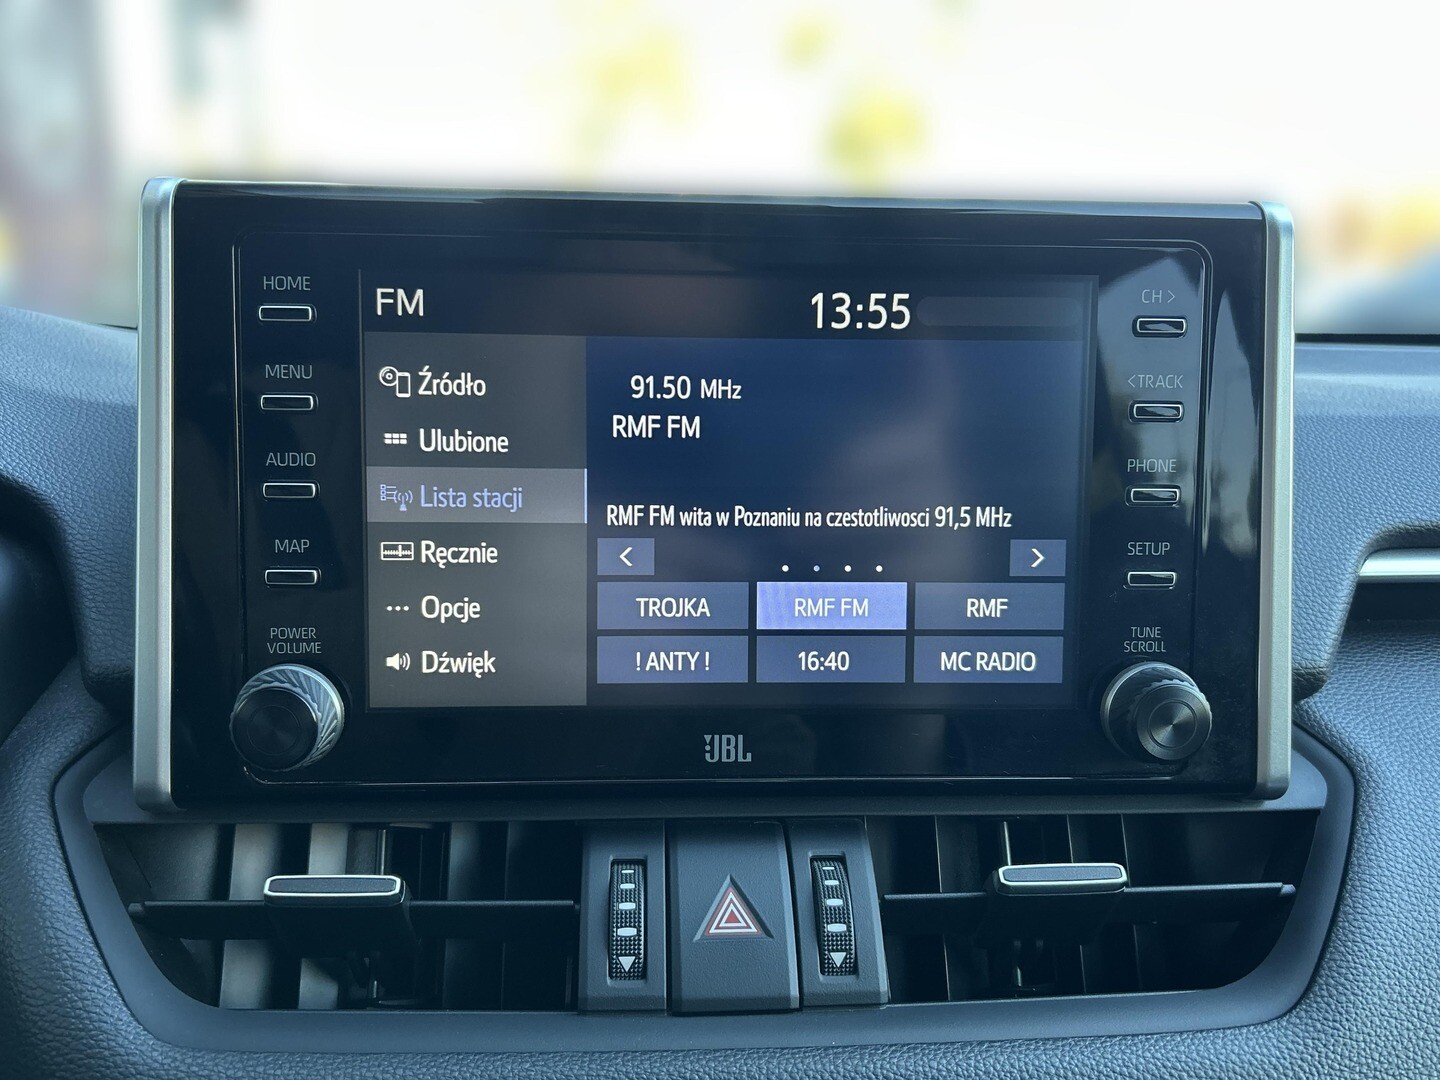 HOME
MENU
AUDIO
MAP
POWER
VOLUME
FM
13:55
Źródło
Ulubione
Lista stacji
Ręcznie
Opcje
Dźwięk
91.50 MHz
RMF FM
RMF FM wita w Poznaniu na czestotliwosci 91,5 MHz
< >
TROJKA RMF FM RMF
! ANTY ! 16:40 MC RADIO
CH >
< TRACK
PHONE
SETUP
TUNE
SCROLL
JBL